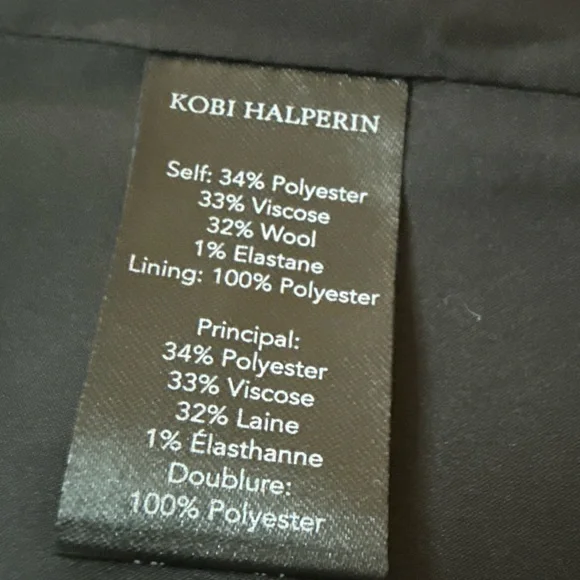 KOBI HALPERIN
Self: 34% Polyester
33% Viscose
32% Wool
1% Elastane
Lining: 100% Polyester
Principal:
34% Polyester
33% Viscose
32% Laine
1% Élasthanne
Doublure:
100% Polyester